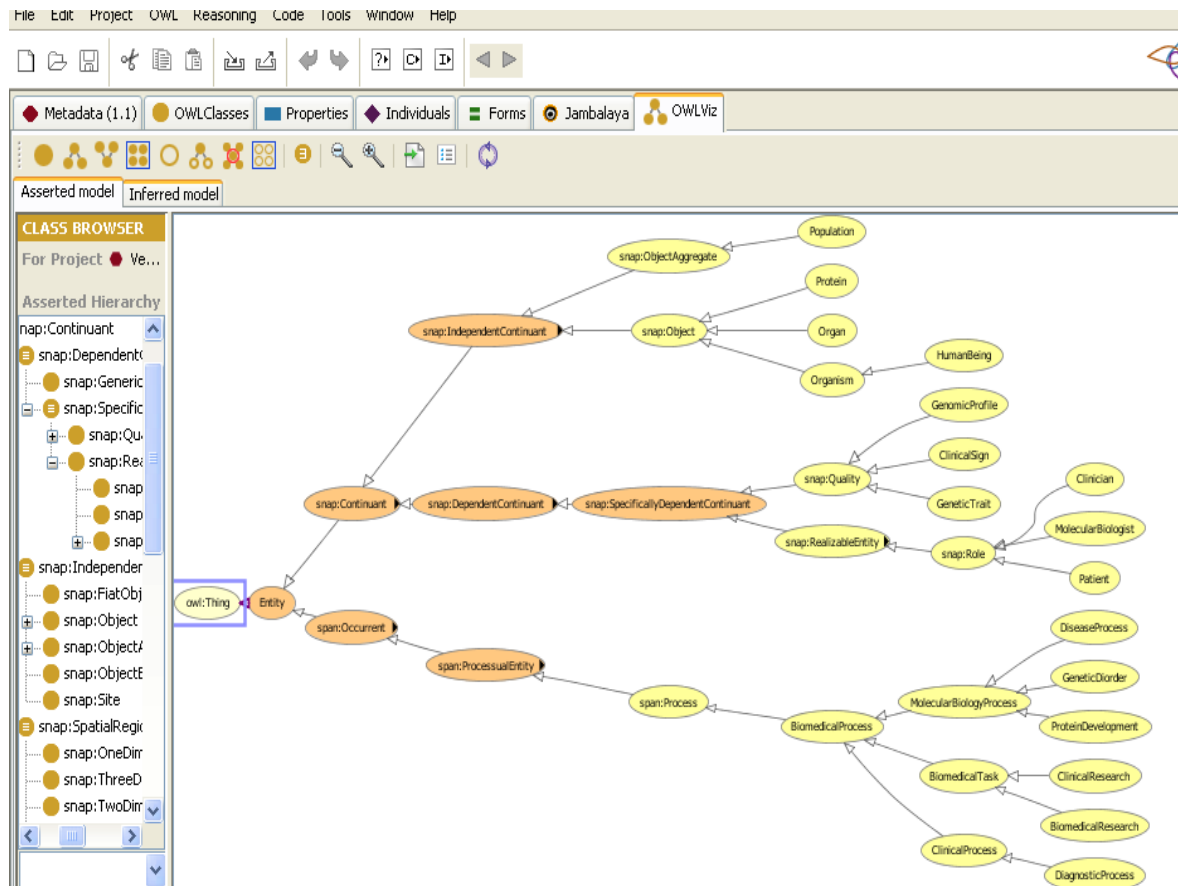 File Edit Project OWL Reasoning Code Tools Window Help
Metadata (1.1) OWLClasses Properties Individuals Forms Jambalaya OWLViz
Asserted model Inferred model
CLASS BROWSER
For Project Ve...
Asserted Hierarchy
nap:Continuant
snap:Dependent
snap:Generic
snap:Specific
snap:Qu
snap:Rea
snap
snap
snap
snap:Independen
snap:FiatObj
snap:Object
snap:ObjectA
snap:ObjectB
snap:Site
snap:SpatialRegi
snap:OneDim
snap:ThreeD
snap:TwoDim
Population
snap:ObjectAggregate
Protein
snap:IndependentContinuant
snap:Object
Organ
HumanBeing
Organism
GenomicProfile
ClinicalSign
snap:Quality
Clinician
snap:Continuant
snap:DependentContinuant
snap:SpecificallyDependentContinuant
GeneticTrait
MolecularBiologist
snap:RealizableEntity
snap:Role
Patient
owl:Thing
Entity
span:Occurrent
DiseaseProcess
span:ProcessualEntity
GeneticDiorder
span:Process
MolecularBiologyProcess
BiomedicalProcess
ProteinDevelopment
BiomedicalTask
ClinicalResearch
BiomedicalResearch
ClinicalProcess
DiagnosticProcess